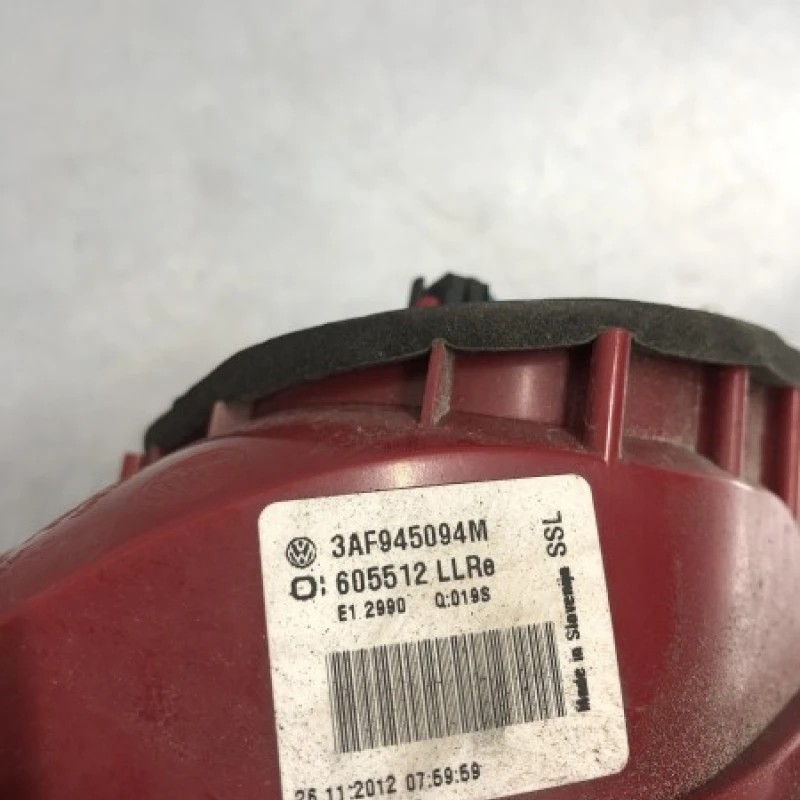 3AF945094M
605512 LLRe
E1 2990 Q:019S
26.11:2012 07:59:59
Made in Slovenija SSL